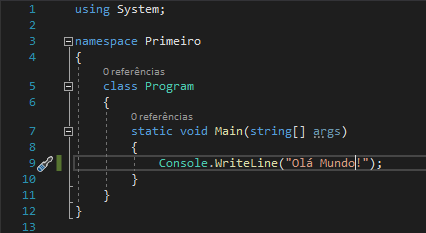 1 using System;
2
3 namespace Primeiro
4 {
0 referências
5 class Program
6 {
0 referências
7 static void Main(string[] args)
8 {
9 Console.WriteLine("Olá Mundo!");
10 }
11 }
12 }
13